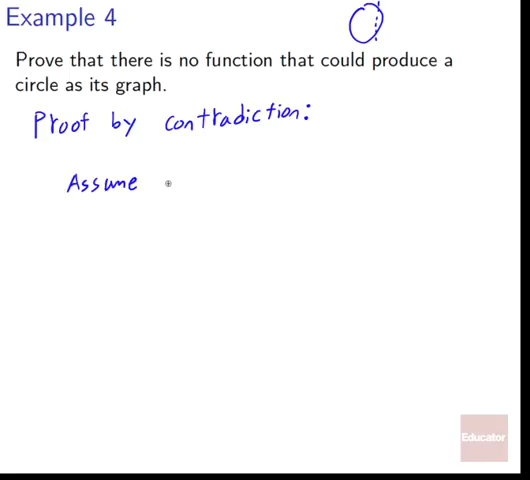 Example 4
Prove that there is no function that could produce a
circle as its graph.
Proof by contradiction:
Assume
Educator